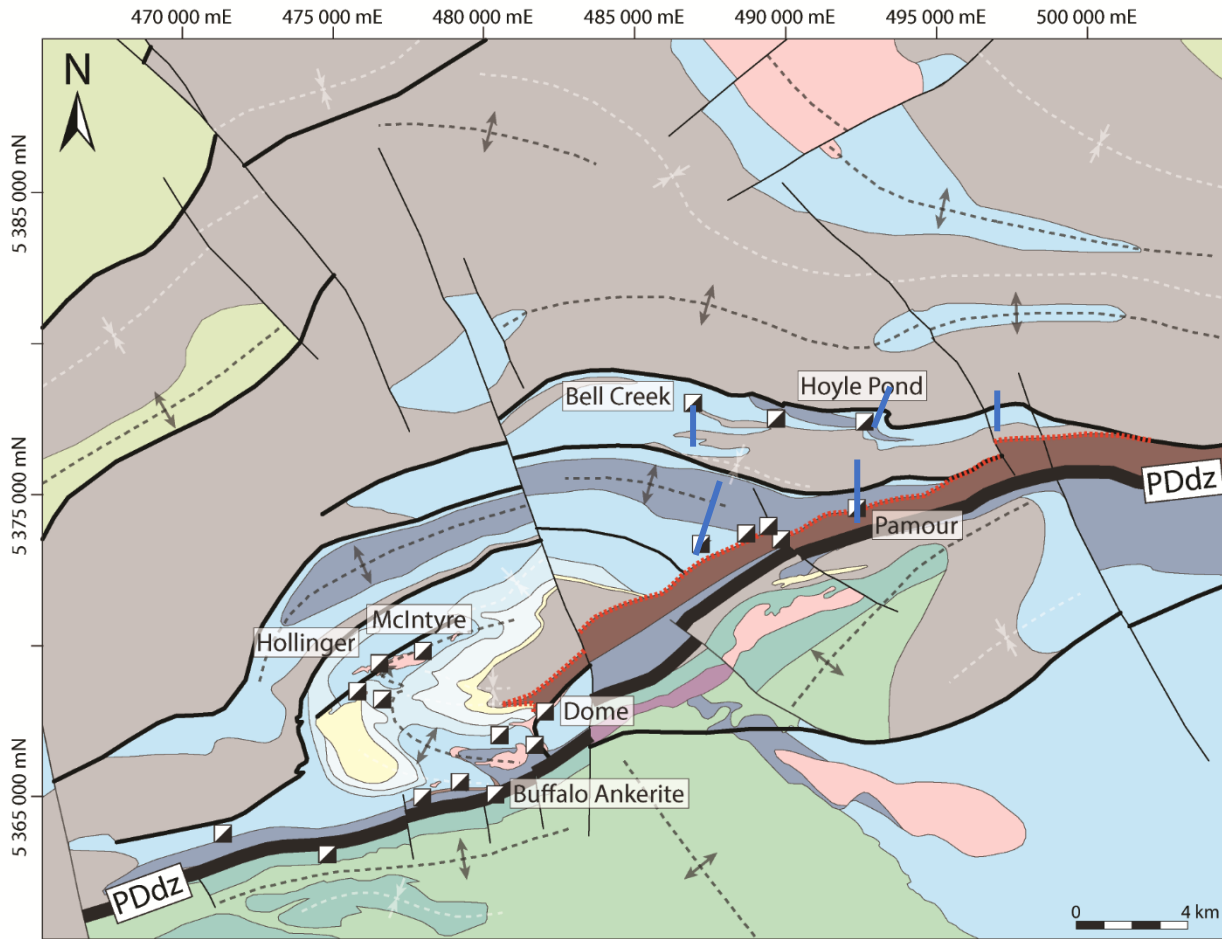 470 000 mE
475 000 mE
480 000 mE
485 000 mE
490 000 mE
495 000 mE
500 000 mE
N
5 385 000 mN
Bell Creek
Hoyle Pond
5 375 000 mN
PDdz
Pamour
McIntyre
Hollinger
Dome
5 365 000 mN
Buffalo Ankerite
PDdz
0 4 km